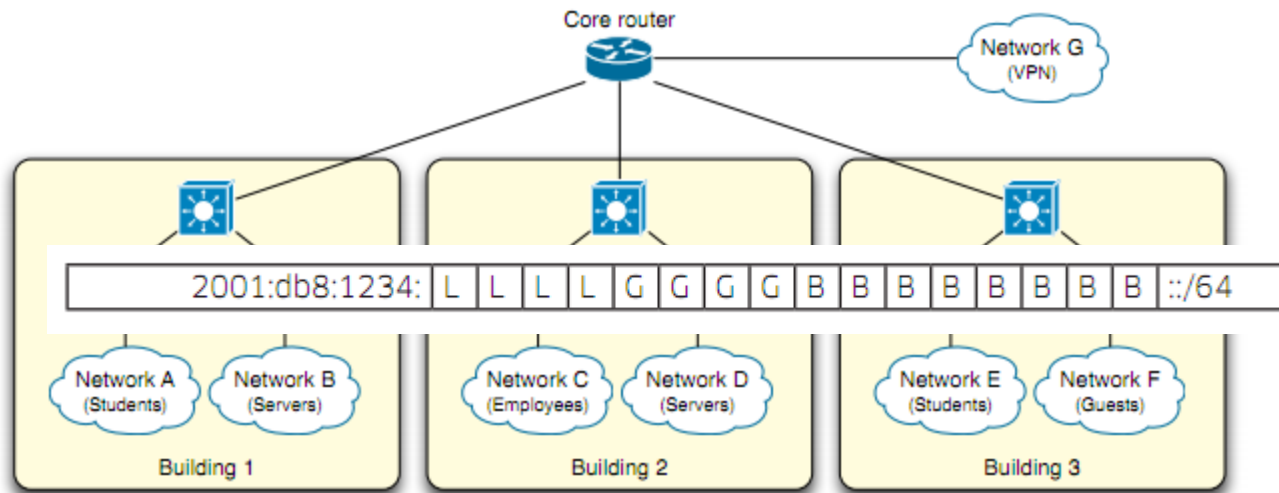 Core router
Network G
(VPN)
2001:db8:1234: L L L L G G G G B B B B B B B B ::/64
Network A
(Students)
Network B
(Servers)
Network C
(Employees)
Network D
(Servers)
Network E
(Students)
Network F
(Guests)
Building 1
Building 2
Building 3